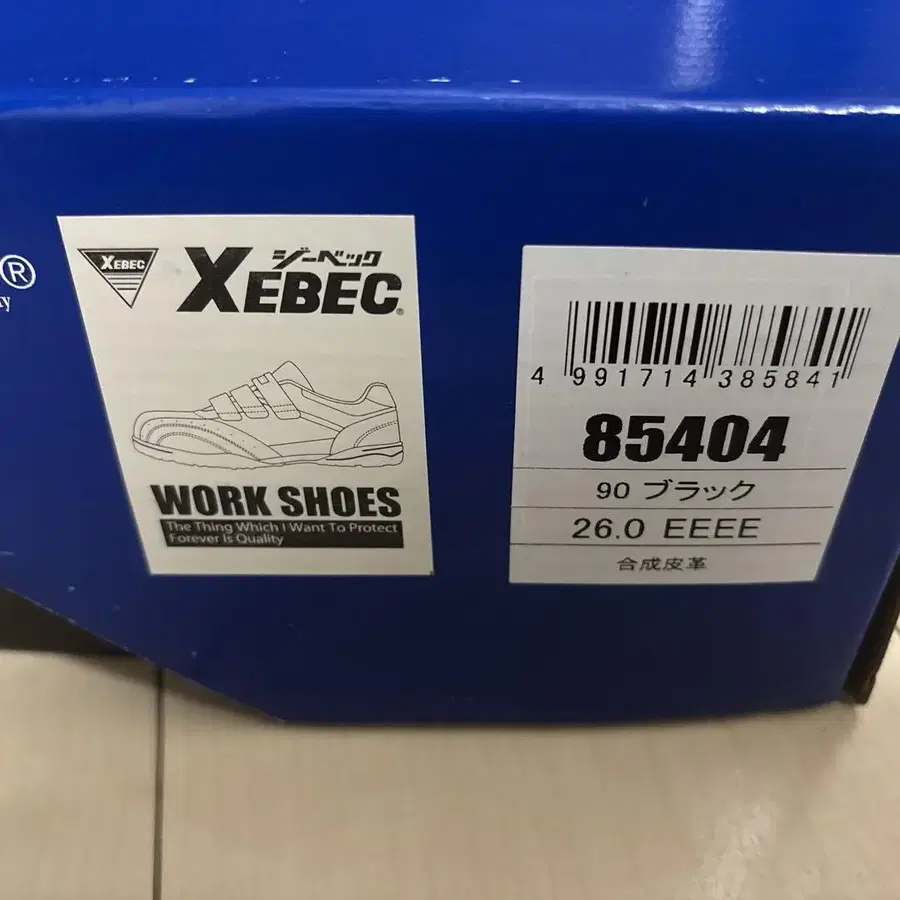 ®
XEBEC
ジーベック
XEBEC®
WORK SHOES
The Thing Which I Want To Protect
Forever Is Quality
4 991714 385841
85404
90 ブラック
26.0 EEEE
合成皮革